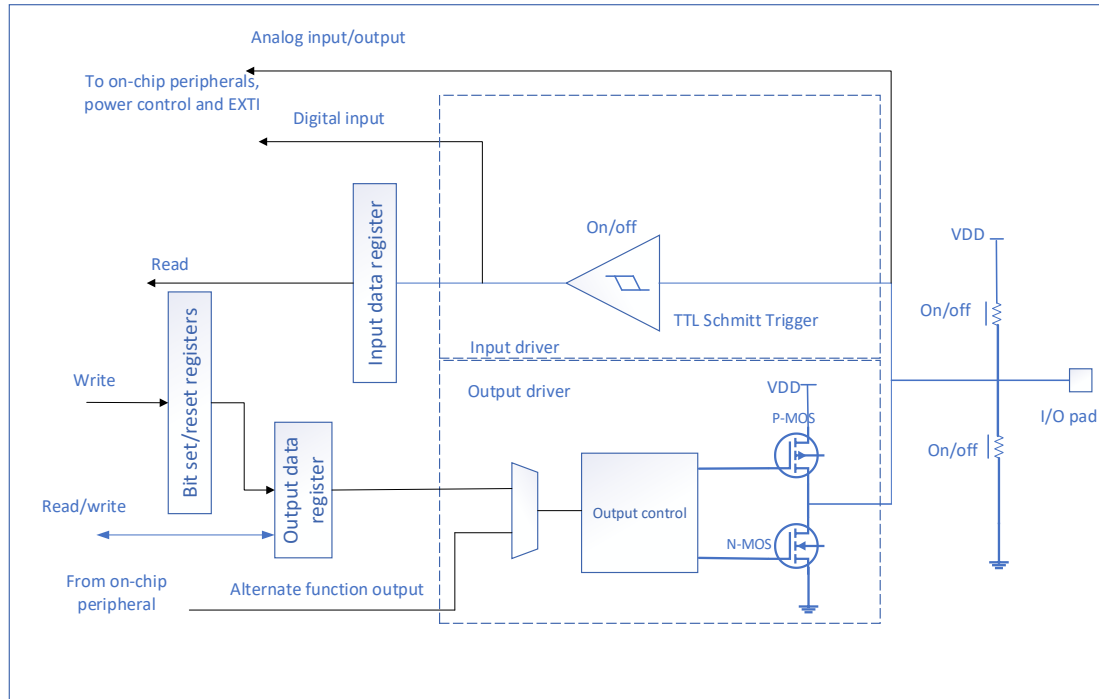 Analog input/output
To on-chip peripherals,
power control and EXTI
Digital input
On/off
Input data register
Read
TTL Schmitt Trigger
Input driver
VDD
On/off
I/O pad
On/off
Bit set/reset registers
Write
Output driver
VDD
P-MOS
Output data
register
Output control
N-MOS
Read/write
From on-chip
peripheral
Alternate function output